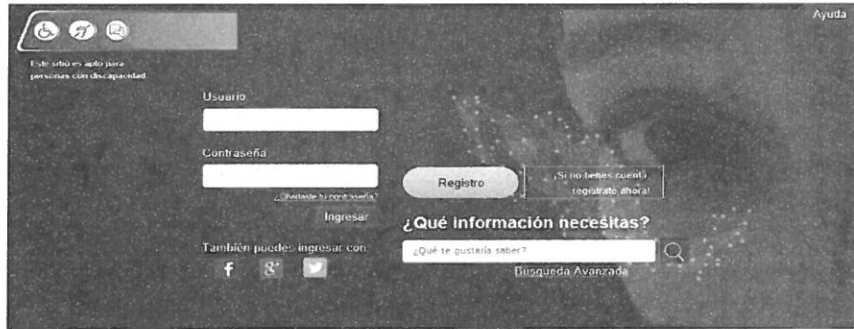 Ayuda
Este sitio es apto para
personas con discapacidad.
Usuario
Contraseña
¿Olvidaste tu contraseña?
Ingresar
Registro
¡Si no tienes cuenta,
regístrate ahora!
¿Qué información necesitas?
¿Qué te gustaría saber?
Búsqueda Avanzada
También puedes ingresar con:
f
g+